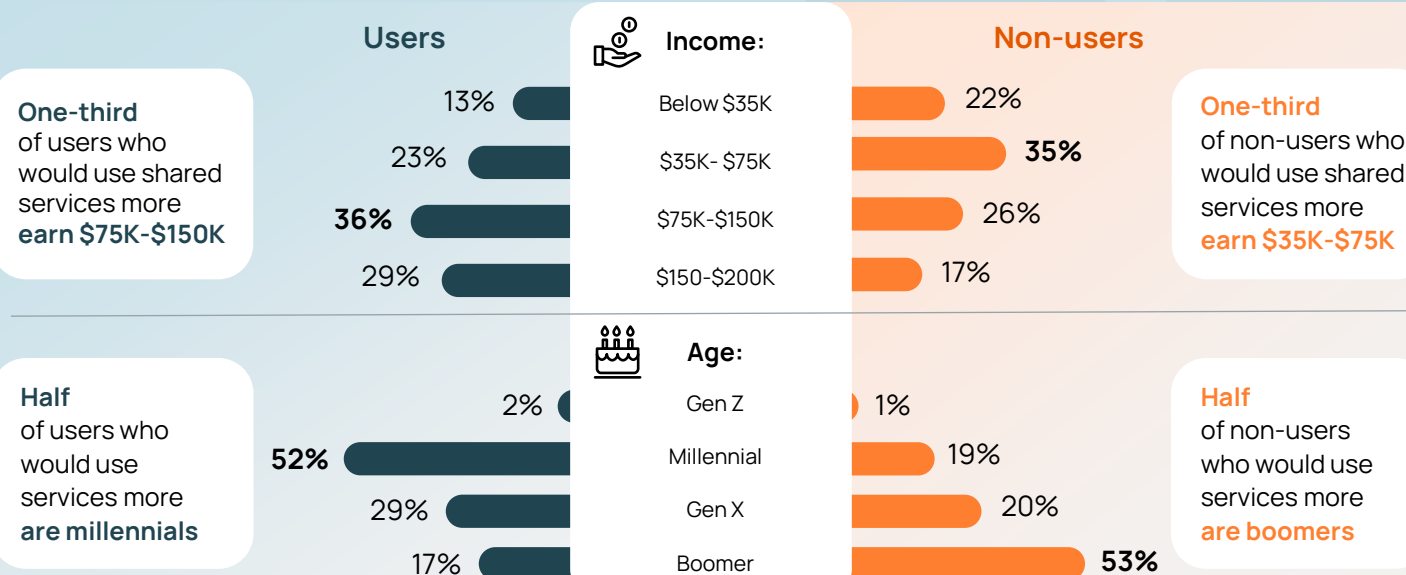 Users
Income:
Non-users
One-third
of users who
would use shared
services more
earn $75K-$150K
13%
Below $35K
22%
23%
$35K- $75K
35%
36%
$75K-$150K
26%
29%
$150-$200K
17%
One-third
of non-users who
would use shared
services more
earn $35K-$75K
Age:
Half
of users who
would use
services more
are millennials
2%
Gen Z
1%
52%
Millennial
19%
29%
Gen X
20%
17%
Boomer
53%
Half
of non-users
who would use
services more
are boomers